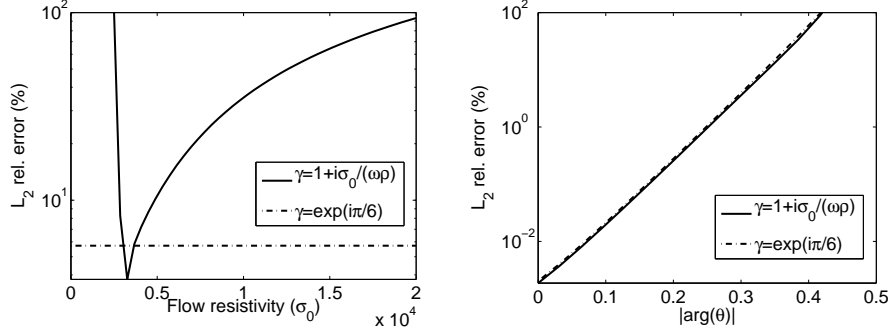 10²
10¹
L₂ rel. error (%)
γ=1+iσ₀/(ωρ)
γ=exp(iπ/6)
0 0.5 1 1.5 2
Flow resistivity (σ₀)
x 10⁴
10²
10⁰
10⁻²
L₂ rel. error (%)
γ=1+iσ₀/(ωρ)
γ=exp(iπ/6)
0 0.1 0.2 0.3 0.4 0.5
|arg(θ)|